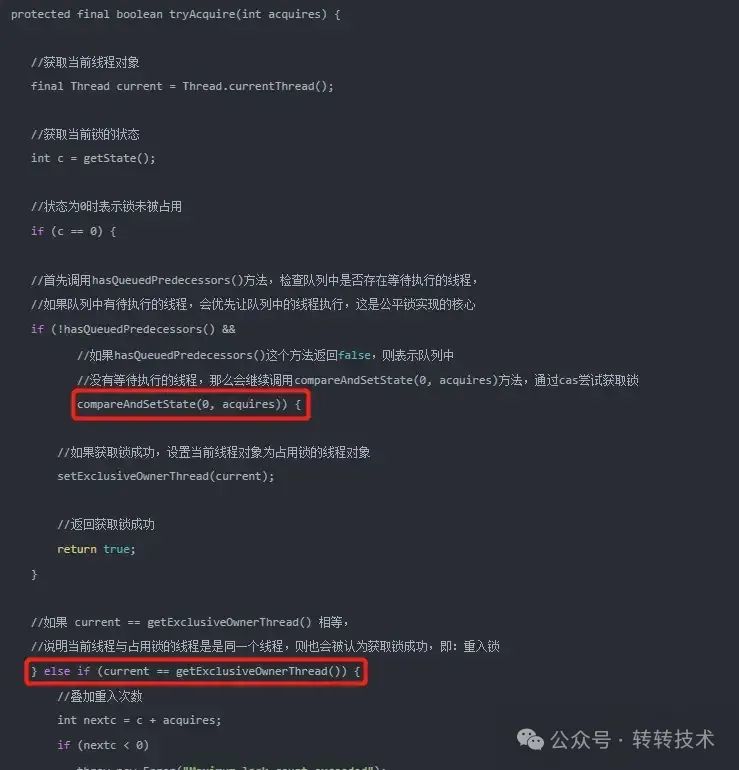 protected final boolean tryAcquire(int acquires) {
//获取当前线程对象
final Thread current = Thread.currentThread();
//获取当前锁的状态
int c = getState();
//状态为0时表示锁未被占用
if (c == 0) {
//首先调用hasQueuedPredecessors()方法，检查队列中是否存在等待执行的线程，
//如果队列中有待执行的线程，会优先让队列中的线程执行，这是公平锁实现的核心
if (!hasQueuedPredecessors() &&
//如果hasQueuedPredecessors()这个方法返回false，则表示队列中
//没有等待执行的线程，那么会继续调用compareAndSetState(0, acquires)方法，通过cas尝试获取锁
compareAndSetState(0, acquires)) {
//如果获取锁成功，设置当前线程对象为占用锁的线程对象
setExclusiveOwnerThread(current);
//返回获取锁成功
return true;
}
//如果 current == getExclusiveOwnerThread() 相等，
//说明当前线程与占用锁的线程是是同一个线程，则也会被认为获取锁成功，即：重入锁
} else if (current == getExclusiveOwnerThread()) {
//叠加重入次数
int nextc = c + acquires;
if (nextc < 0)
throw new Error("Maximum lock count exceeded");
公众号 · 转转技术